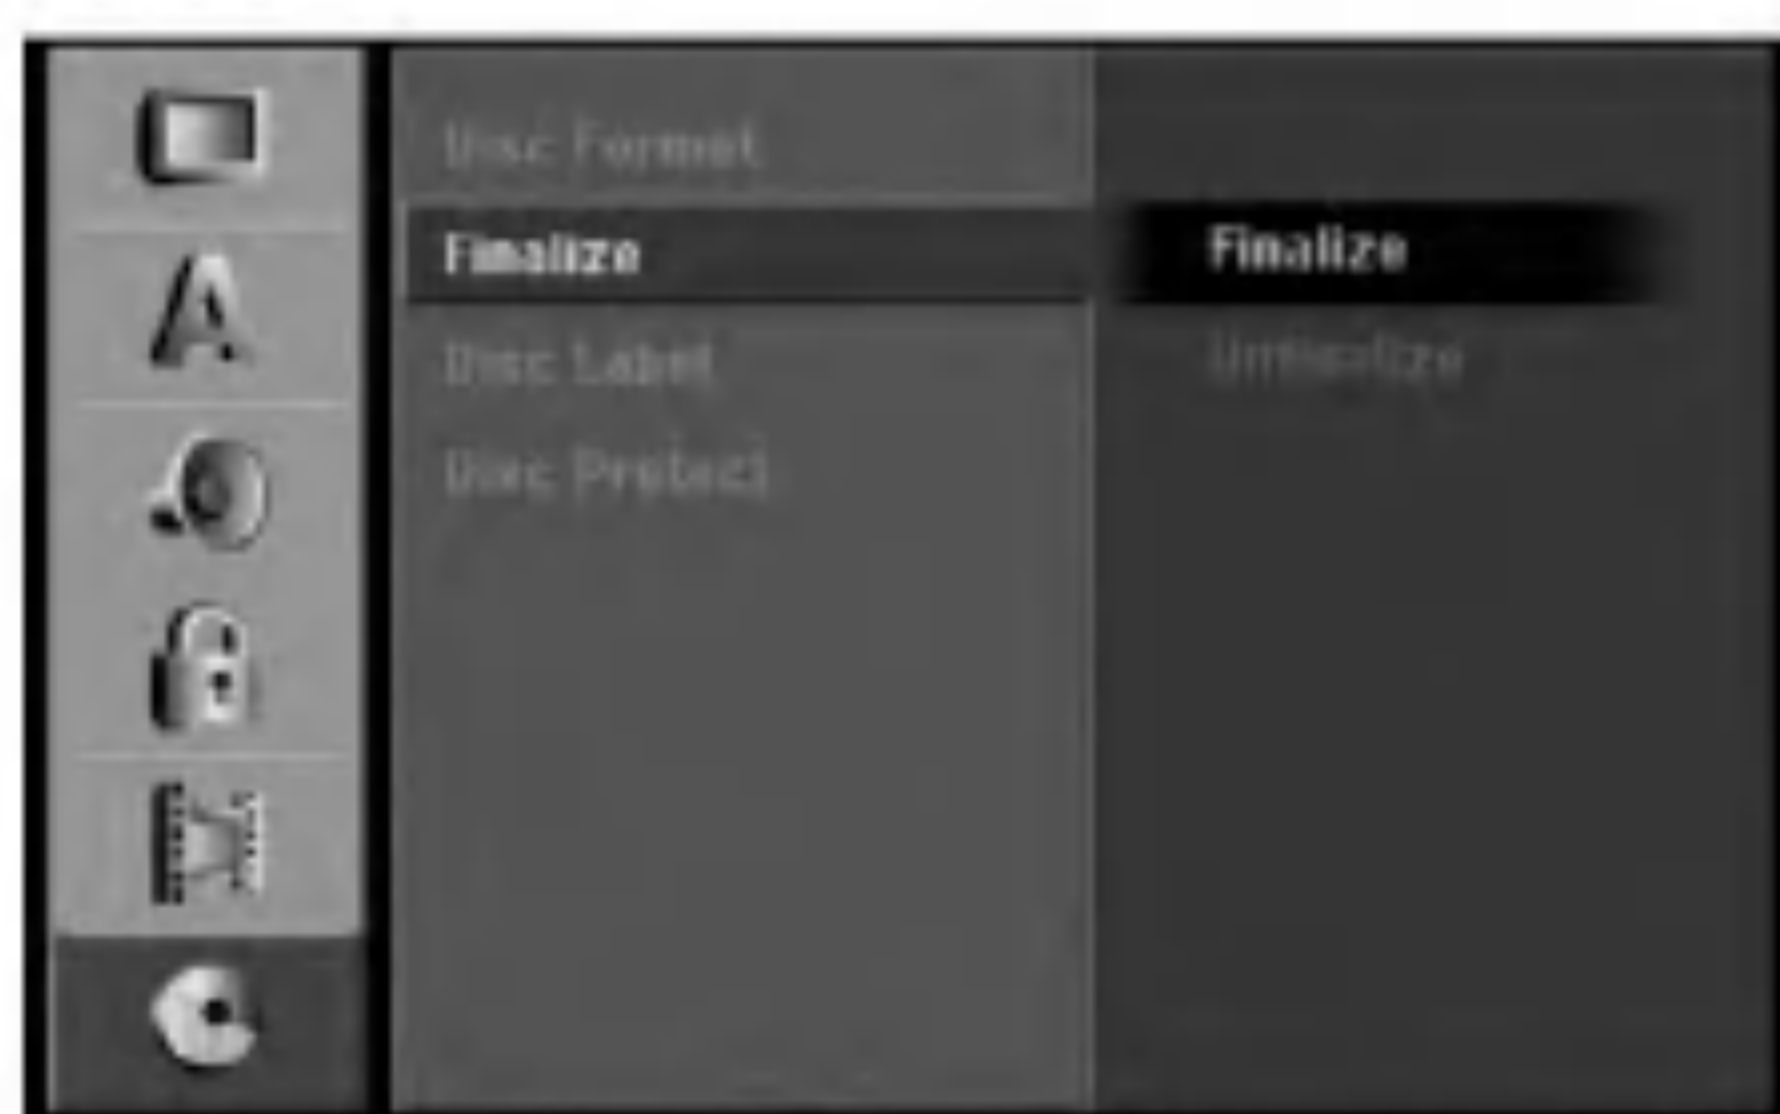 Disc Format
Finalize
Disc Label
Disc Protect
Finalize
Unfinalize